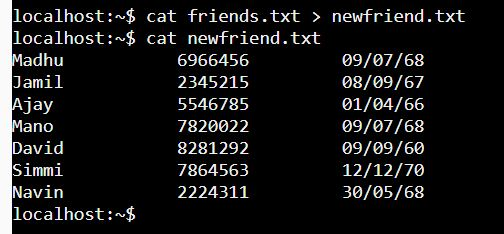 localhost:~$ cat friends.txt > newfriend.txt
localhost:~$ cat newfriend.txt
Madhu 6966456 09/07/68
Jamil 2345215 08/09/67
Ajay 5546785 01/04/66
Mano 7820022 09/07/68
David 8281292 09/09/60
Simmi 7864563 12/12/70
Navin 2224311 30/05/68
localhost:~$